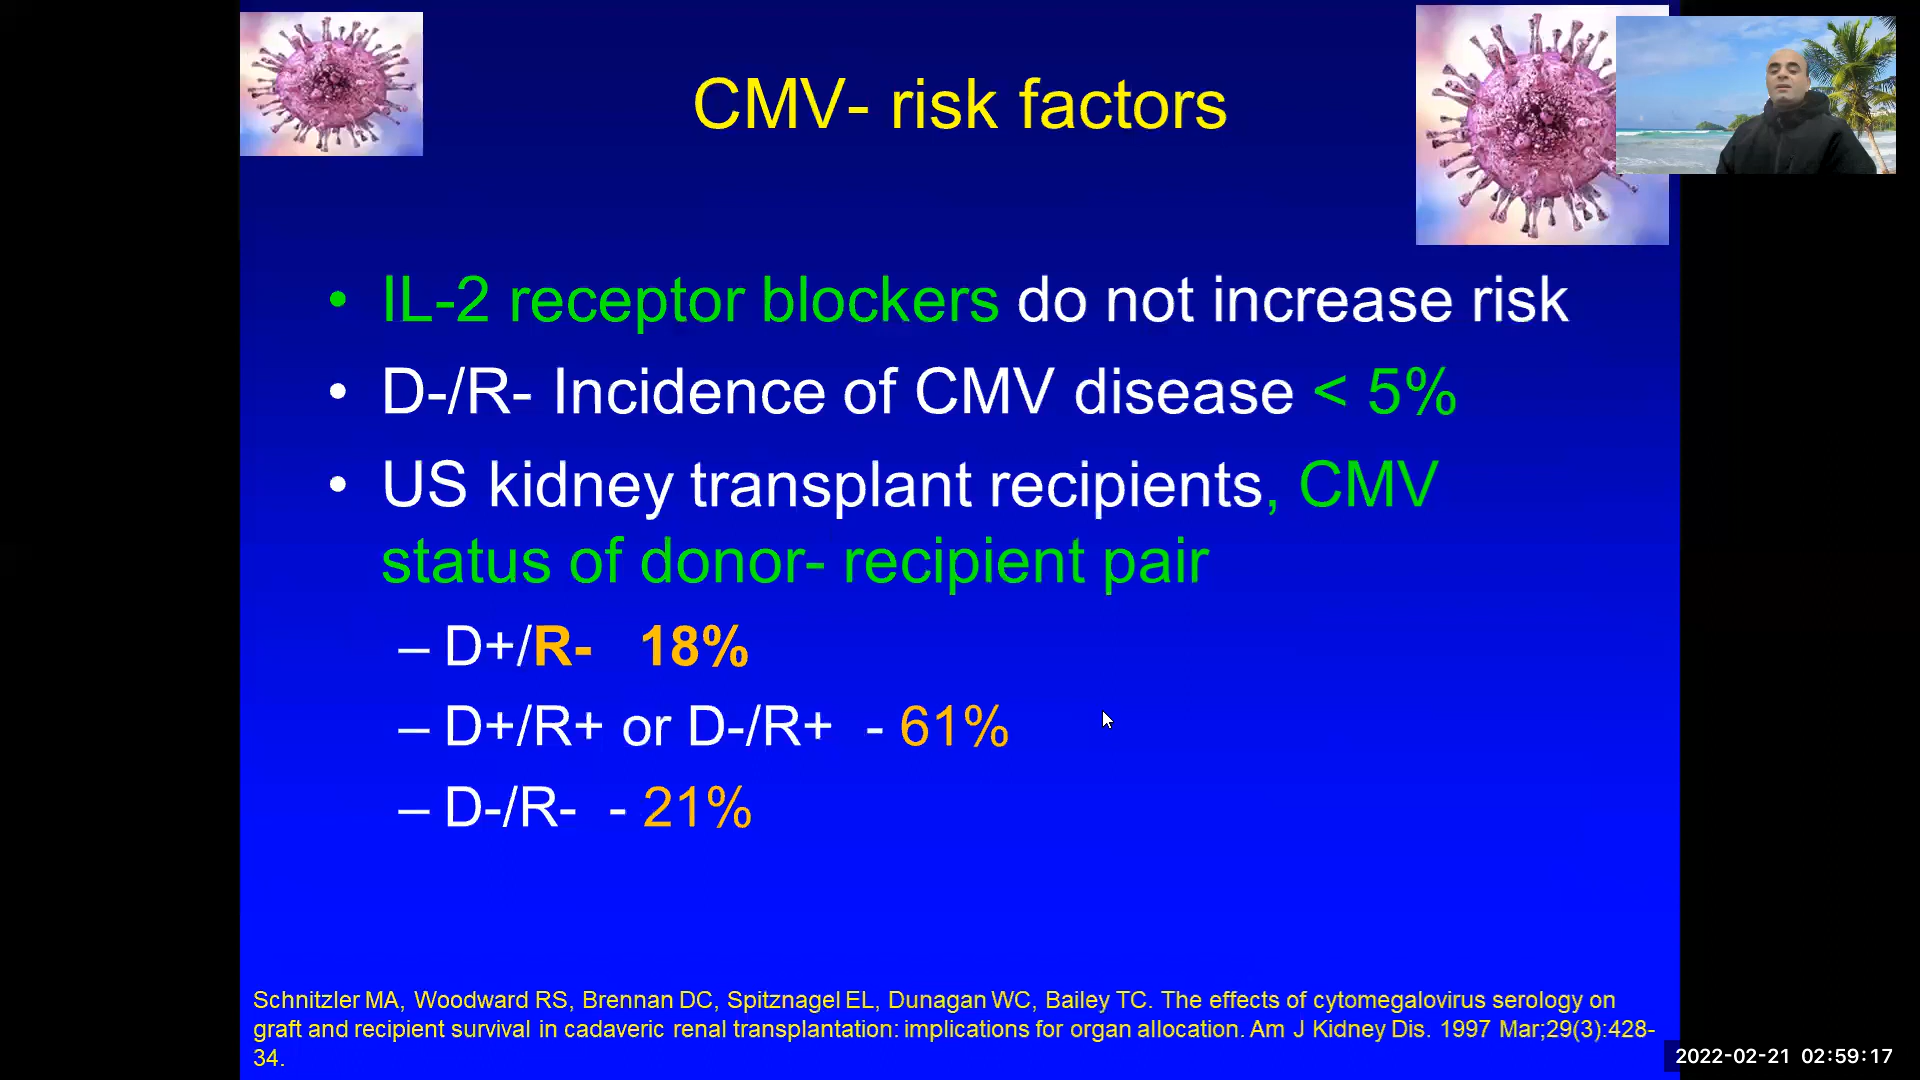 CMV- risk factors
• IL-2 receptor blockers do not increase risk
• D-/R- Incidence of CMV disease < 5%
• US kidney transplant recipients, CMV
status of donor- recipient pair
– D+/R- 18%
– D+/R+ or D-/R+ - 61%
– D-/R- - 21%
Schnitzler MA, Woodward RS, Brennan DC, Spitznagel EL, Dunagan WC, Bailey TC. The effects of cytomegalovirus serology on
graft and recipient survival in cadaveric renal transplantation: implications for organ allocation. Am J Kidney Dis. 1997 Mar;29(3):428-
34.
2022-02-21 02:59:17